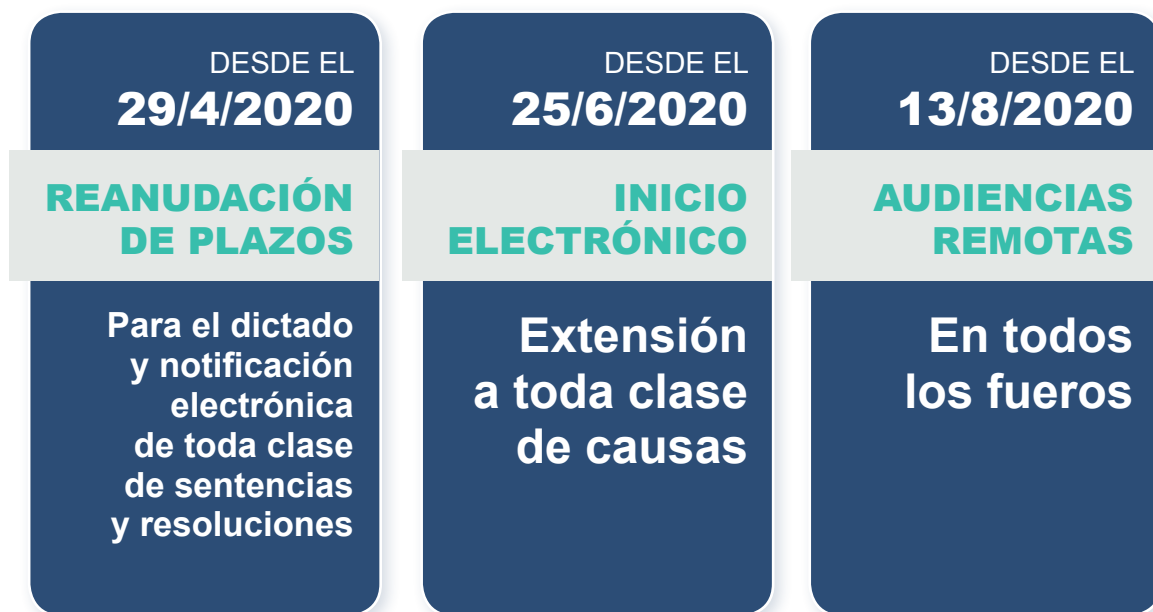 DESDE EL
29/4/2020
REANUDACIÓN
DE PLAZOS
Para el dictado
y notificación
electrónica
de toda clase
de sentencias
y resoluciones
DESDE EL
25/6/2020
INICIO
ELECTRÓNICO
Extensión
a toda clase
de causas
DESDE EL
13/8/2020
AUDIENCIAS
REMOTAS
En todos
los fueros